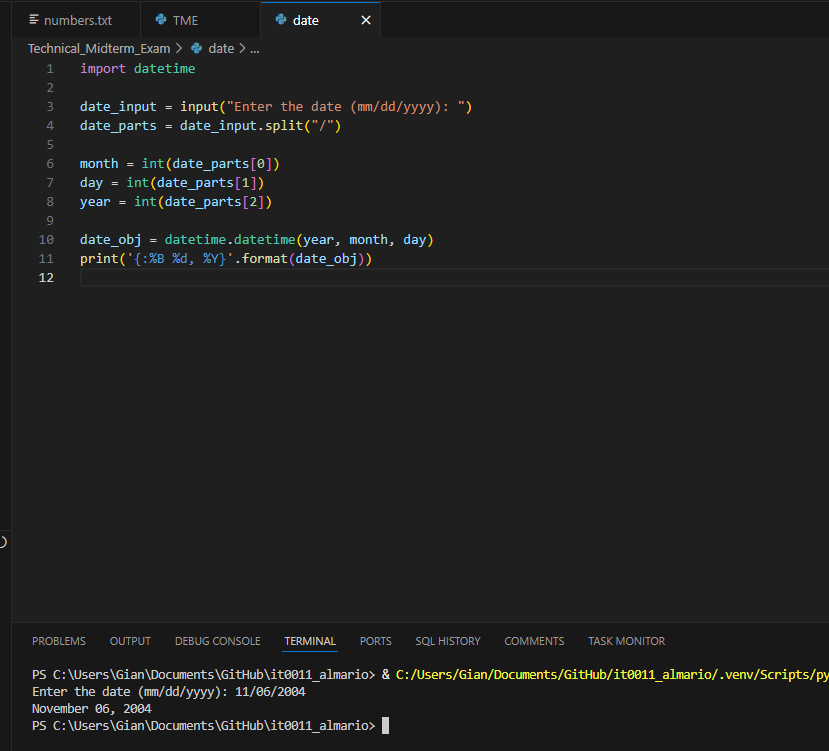 numbers.txt TME date
Technical_Midterm_Exam > date > ...
1 import datetime
2
3 date_input = input("Enter the date (mm/dd/yyyy): ")
4 date_parts = date_input.split("/")
5
6 month = int(date_parts[0])
7 day = int(date_parts[1])
8 year = int(date_parts[2])
9
10 date_obj = datetime.datetime(year, month, day)
11 print('{:%B %d, %Y}'.format(date_obj))
12
PROBLEMS OUTPUT DEBUG CONSOLE TERMINAL PORTS SQL HISTORY COMMENTS TASK MONITOR
PS C:\Users\Gian\Documents\GitHub\it0011_almario> & C:/Users/Gian/Documents/GitHub/it0011_almario/.venv/Scripts/py
Enter the date (mm/dd/yyyy): 11/06/2004
November 06, 2004
PS C:\Users\Gian\Documents\GitHub\it0011_almario>